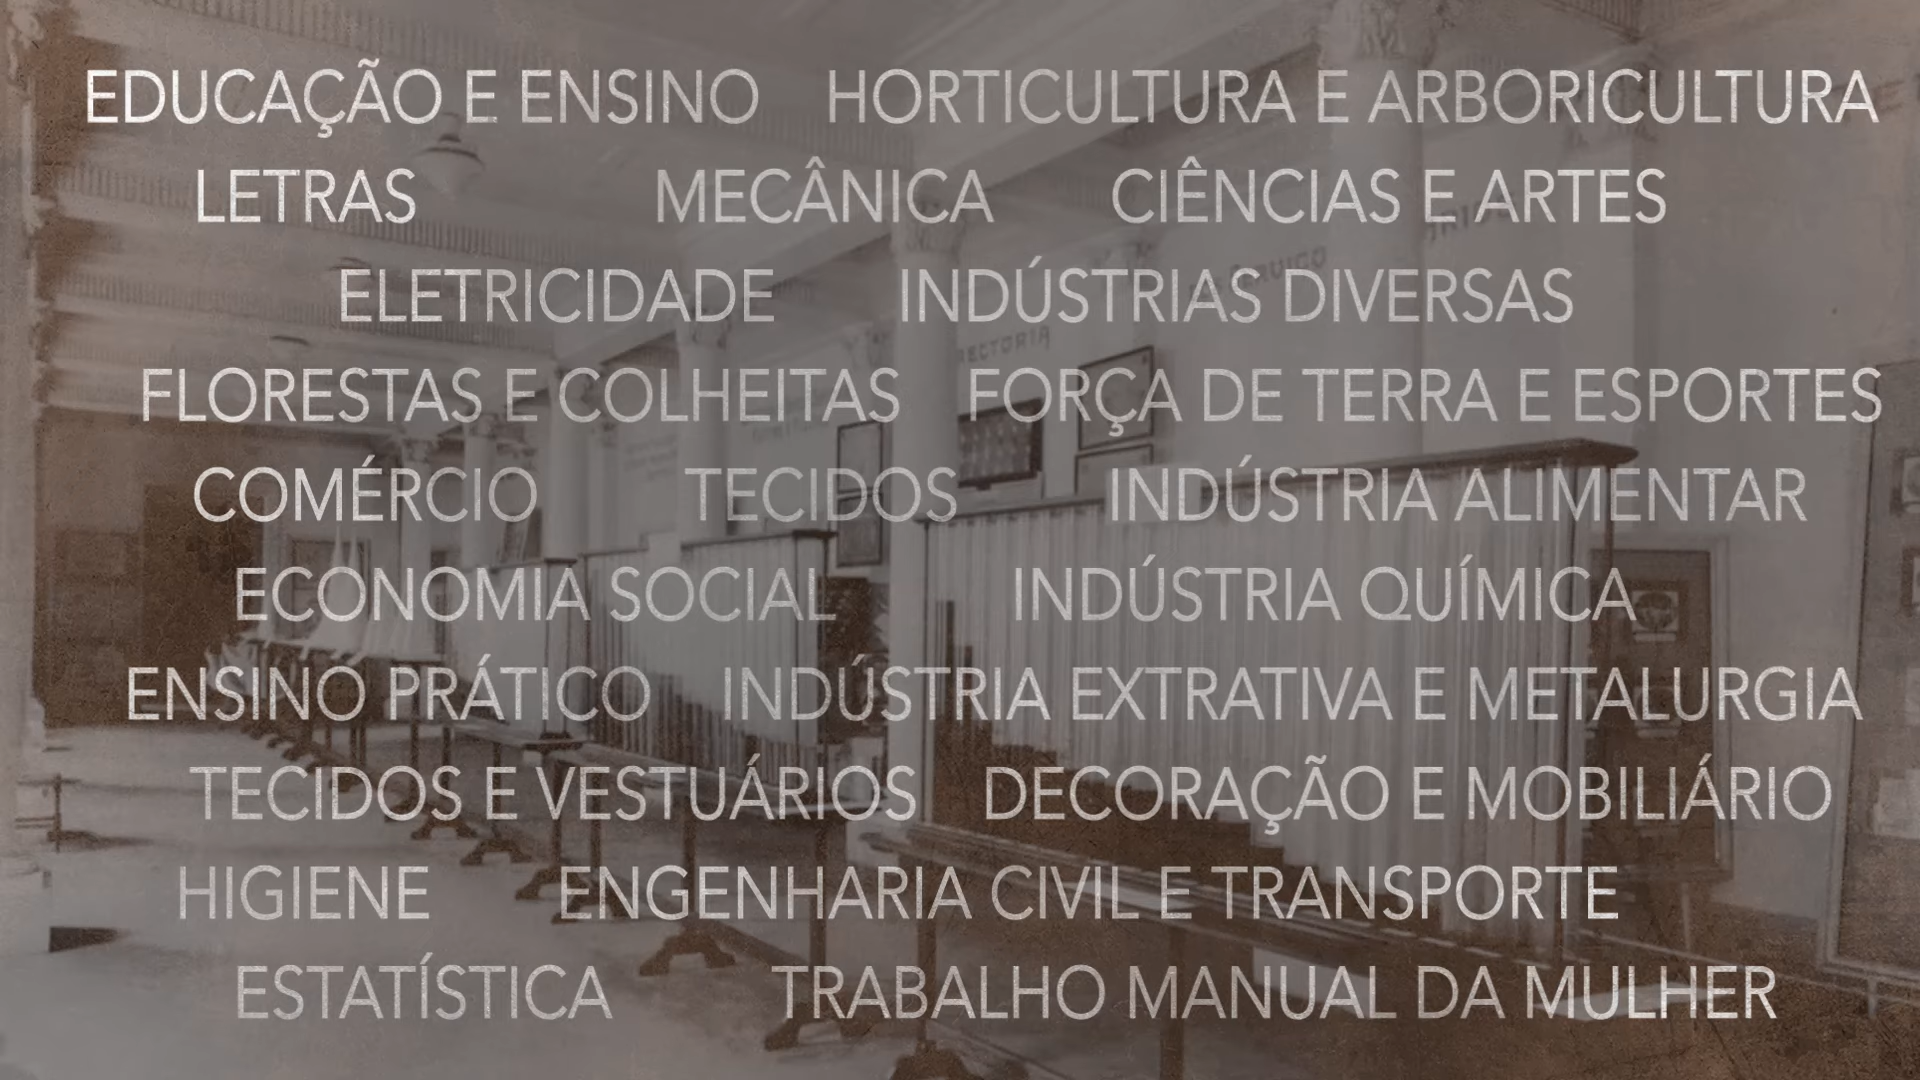 EDUCAÇÃO E ENSINO HORTICULTURA E ARBORICULTURA
LETRAS MECÂNICA CIÊNCIAS E ARTES
ELETRICIDADE INDÚSTRIAS DIVERSAS
FLORESTAS E COLHEITAS FORÇA DE TERRA E ESPORTES
COMÉRCIO TECIDOS INDÚSTRIA ALIMENTAR
ECONOMIA SOCIAL INDÚSTRIA QUÍMICA
ENSINO PRÁTICO INDÚSTRIA EXTRATIVA E METALURGIA
TECIDOS E VESTUÁRIOS DECORAÇÃO E MOBILIÁRIO
HIGIENE ENGENHARIA CIVIL E TRANSPORTE
ESTATÍSTICA TRABALHO MANUAL DA MULHER